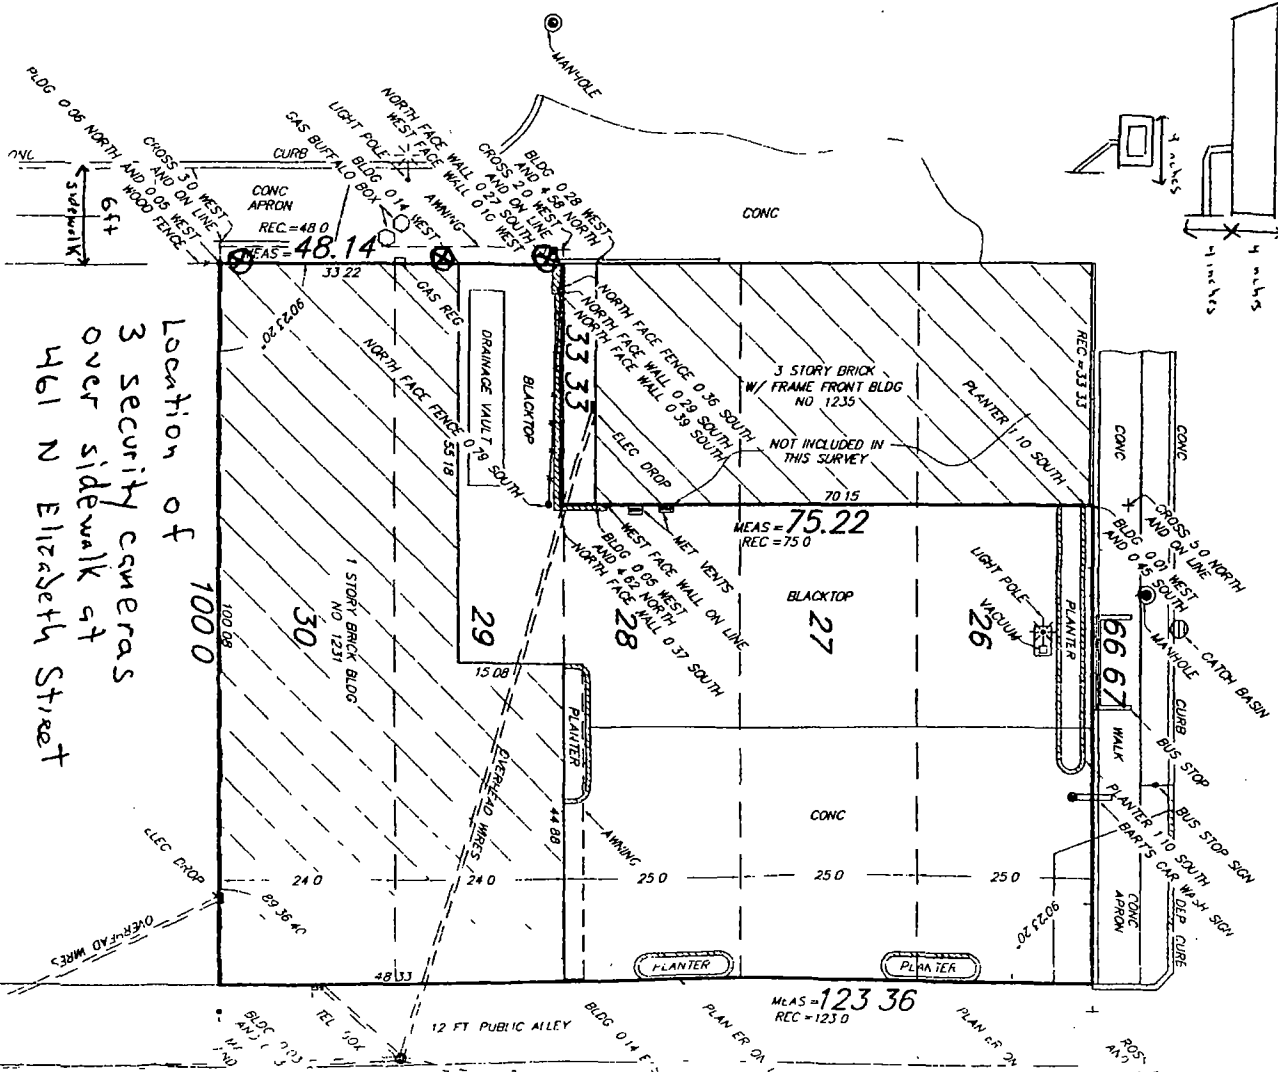 MANHOLE
4 inches
4 inches
4 inches
CURB
CONC
APRON
REC.=48 0
MEAS = 48.14
33.22
6ft
sidewalk
WOOD FENCE
CROSS 3.0 WEST
AND ON LINE
GAS BUFFALO BOX
LIGHT POLE
BLDG 0.14 WEST
AWNING
NORTH FACE WALL 0.27 SOUTH
WEST FACE WALL 0.16 WEST
CROSS 2.0 WEST
AND ON LINE
BLDG 0.28 WEST
AND 4.58 NORTH
CONC
90°23'20"
GAS REG
NORTH FACE FENCE 0.79 SOUTH
DRAINAGE VAULT
BLACKTOP
33 33
55 18
NORTH FACE FENCE 0.36 SOUTH
NORTH FACE WALL 0.29 SOUTH
NORTH FACE WALL 0.39 SOUTH
ELEC DROP
3 STORY BRICK
W/ FRAME FRONT BLDG
NO 1235
PLANTER 1.10 SOUTH
REC =33.33
NOT INCLUDED IN
THIS SURVEY
70 15
MEAS = 75.22
REC = 75 0
MET VENTS
WEST FACE WALL ON LINE
BLDG 0.05 WEST
AND 4.62 NORTH
NORTH FACE WALL 0.37 SOUTH
CONC
CONC
CROSS 5.0 NORTH
AND ON LINE
BLDG 0.01 WEST
AND 0.45 SOUTH
MANHOLE
CATCH BASIN
CURB
66 67
WALK
BUS STOP
BUS STOP SIGN
PLANTER 1.10 SOUTH
BART'S CAR WASH SIGN
CONC
APRON
LIGHT POLE
VACUUM
PLANTER
BLACKTOP
26
27
28
29
30
1 STORY BRICK BLDG
NO 1231
100 0
100 08
15 08
PLANTER
44 88
AWNING
OVERHEAD WIRES
CONC
24 0
24 0
25 0
25 0
25 0
90°23'20"
89 36 40
ELEC DROP
OVERHEAD WIRES
48 33
PLANTER
PLANTER
MEAS = 123 36
REC = 123 0
12 FT PUBLIC ALLEY
TEL
BLDG 0.14
Location of
3 security cameras
over sidewalk at
461 N Elizabeth Street